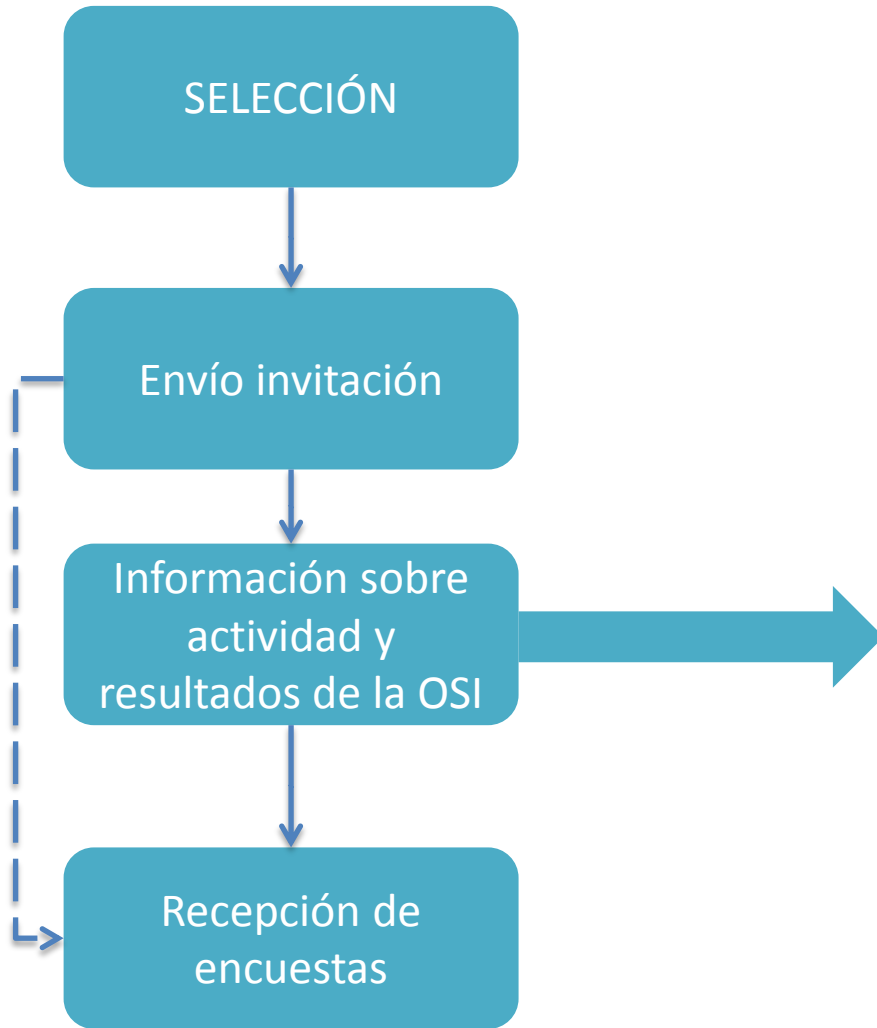 SELECCIÓN
Envío invitación
Información sobre
actividad y
resultados de la OSI
Recepción de
encuestas